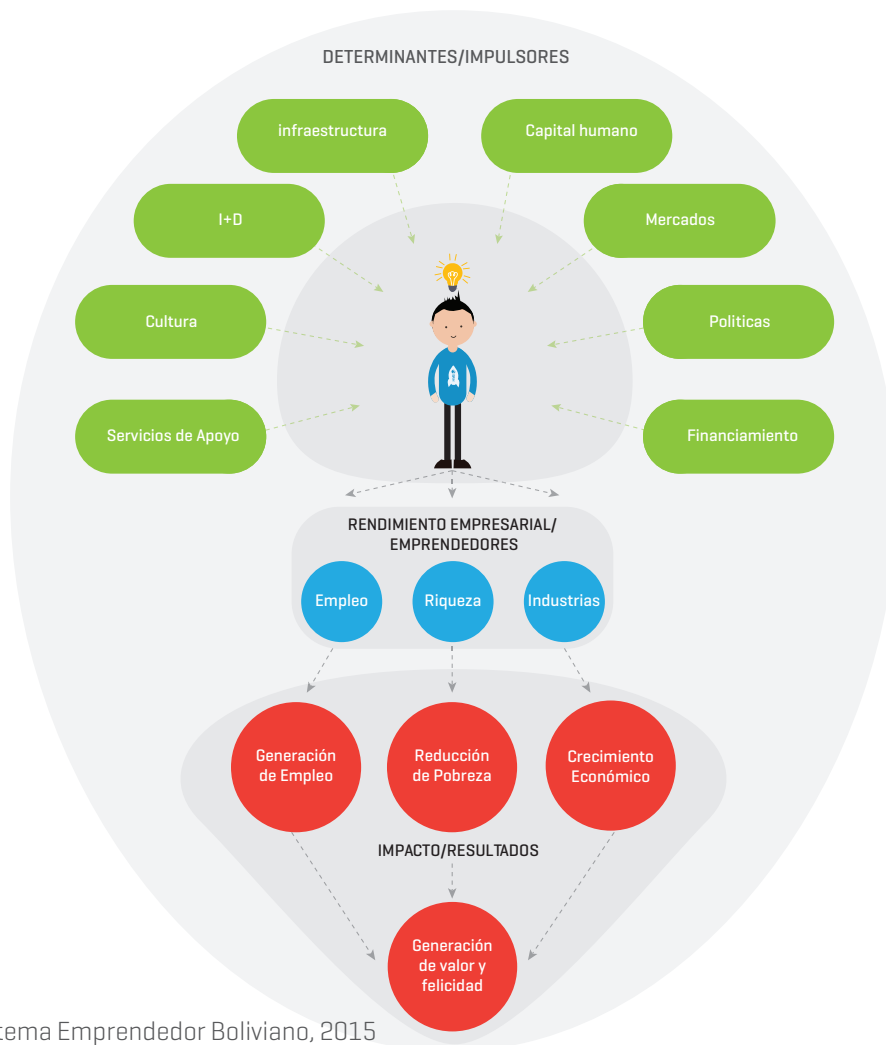 DETERMINANTES/IMPULSORES
infraestructura
Capital humano
I+D
Mercados
Cultura
Politicas
Servicios de Apoyo
Financiamiento
RENDIMIENTO EMPRESARIAL/
EMPRENDEDORES
Empleo
Riqueza
Industrias
Generación
de Empleo
Reducción
de Pobreza
Crecimiento
Económico
IMPACTO/RESULTADOS
Generación
de valor y
felicidad
tema Emprendedor Boliviano, 2015